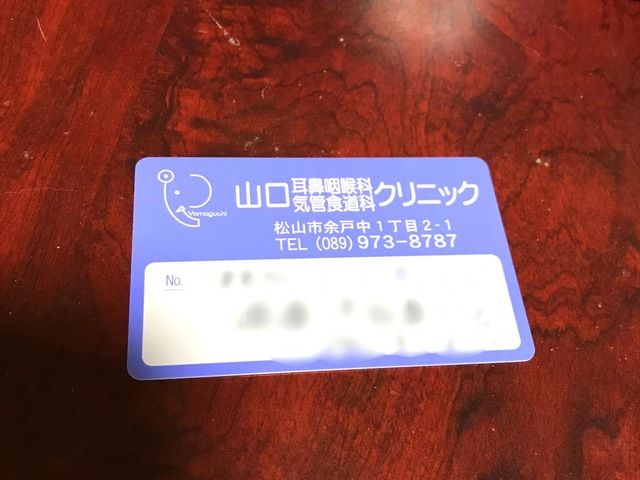 Yamaguchi
山口耳鼻咽喉科気管食道科クリニック
松山市余戸中1丁目2-1
TEL (089) 973-8787
No.